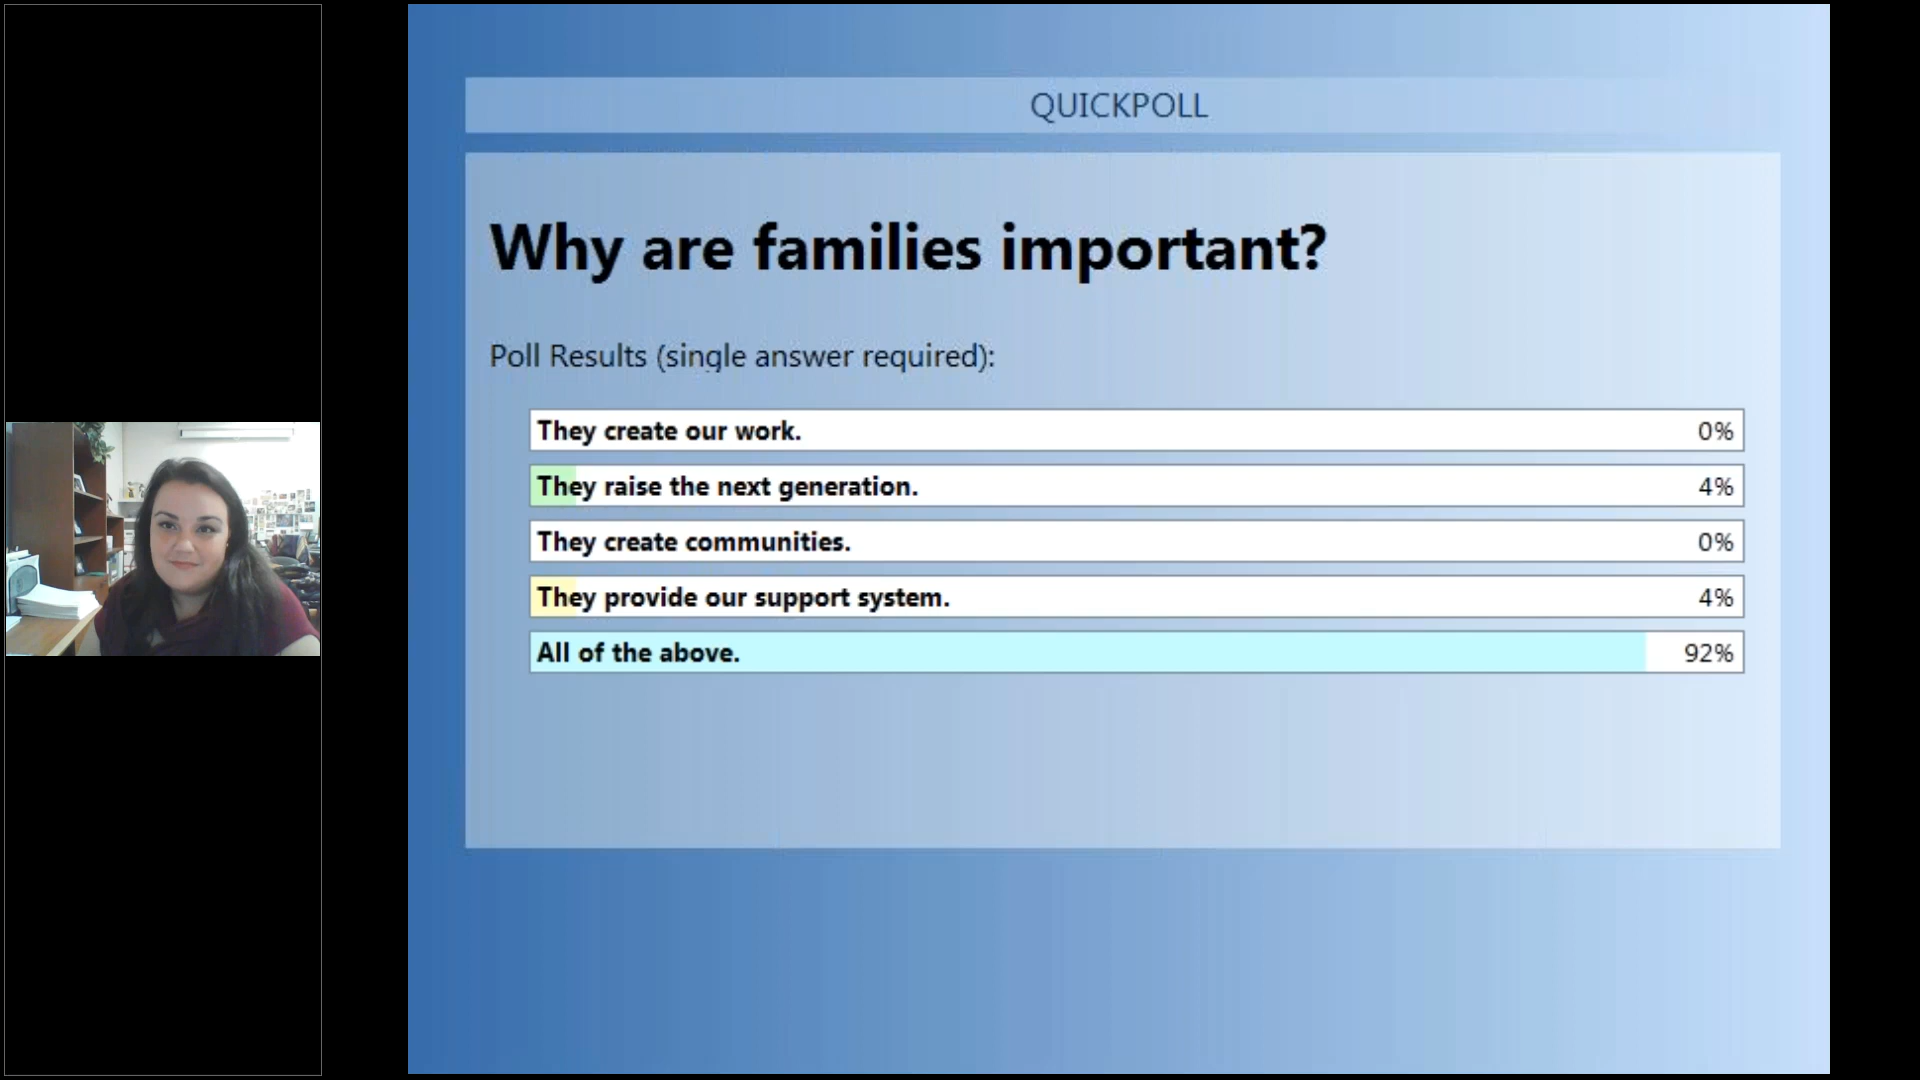 QUICKPOLL
Why are families important?
Poll Results (single answer required):
They create our work. 0%
They raise the next generation. 4%
They create communities. 0%
They provide our support system. 4%
All of the above. 92%